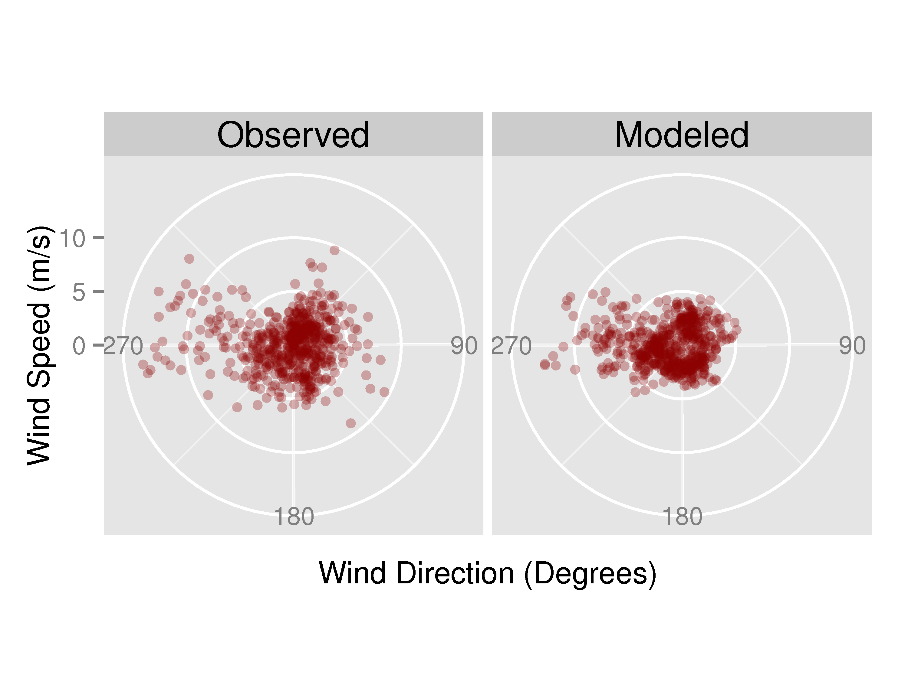 Observed
Modeled
Wind Speed (m/s)
10
5
0
270
90
180
270
90
180
Wind Direction (Degrees)